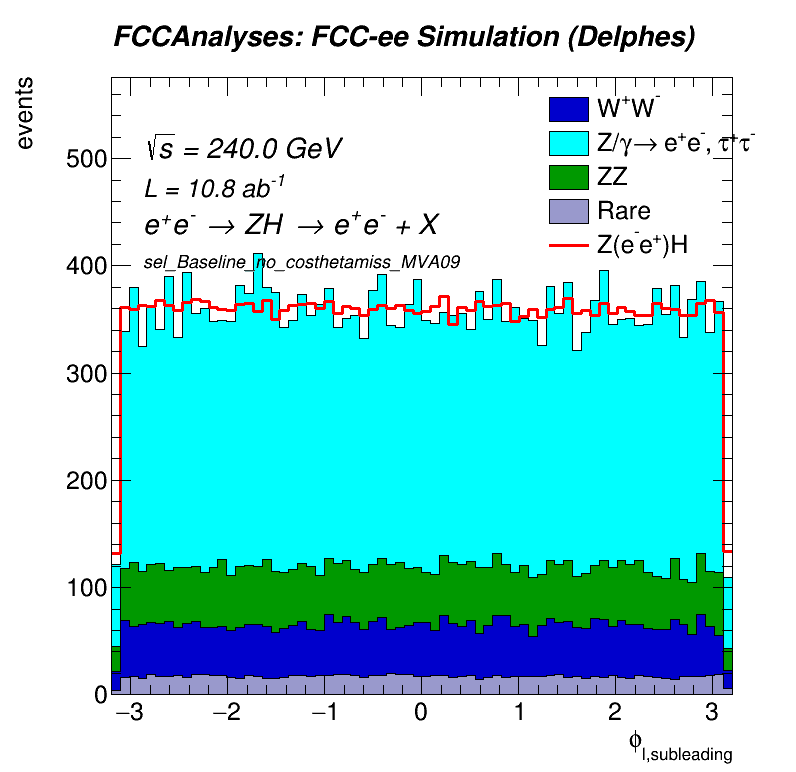 FCCAnalyses: FCC-ee Simulation (Delphes)
events
√s = 240.0 GeV
L = 10.8 ab⁻¹
e⁺e⁻ → ZH → e⁺e⁻ + X
sel_Baseline_no_costhetamiss_MVA09
W⁺W⁻
Z/γ→ e⁺e⁻, τ⁺τ⁻
ZZ
Rare
Z(e⁻e⁺)H
500
400
300
200
100
0
−3 −2 −1 0 1 2 3
ϕ_l,subleading